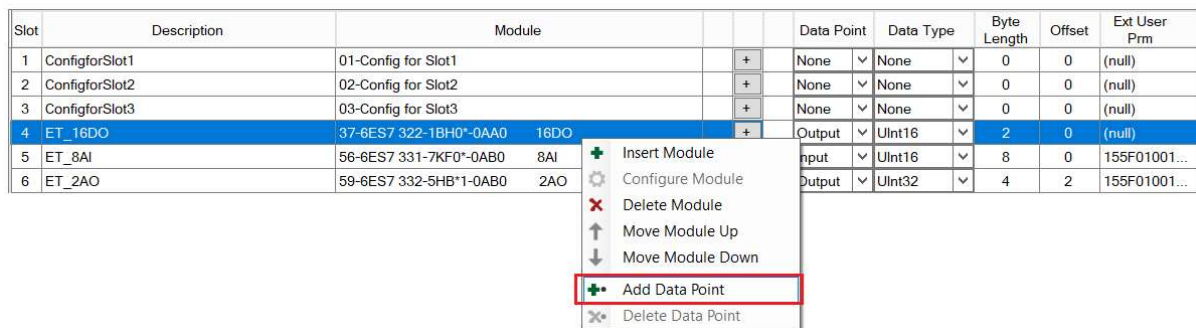 Slot Description Module Data Point Data Type Byte Length Offset Ext User Prm
1 ConfigforSlot1 01-Config for Slot1 + None None 0 0 (null)
2 ConfigforSlot2 02-Config for Slot2 + None None 0 0 (null)
3 ConfigforSlot3 03-Config for Slot3 + None None 0 0 (null)
4 ET_16DO 37-6ES7 322-1BH0*-0AA0 16DO + Output UInt16 2 0 (null)
5 ET_8AI 56-6ES7 331-7KF0*-0AB0 8AI nput UInt16 8 0 155F01001...
6 ET_2AO 59-6ES7 332-5HB*1-0AB0 2AO Output UInt32 4 2 155F01001...
Insert Module
Configure Module
Delete Module
Move Module Up
Move Module Down
Add Data Point
Delete Data Point